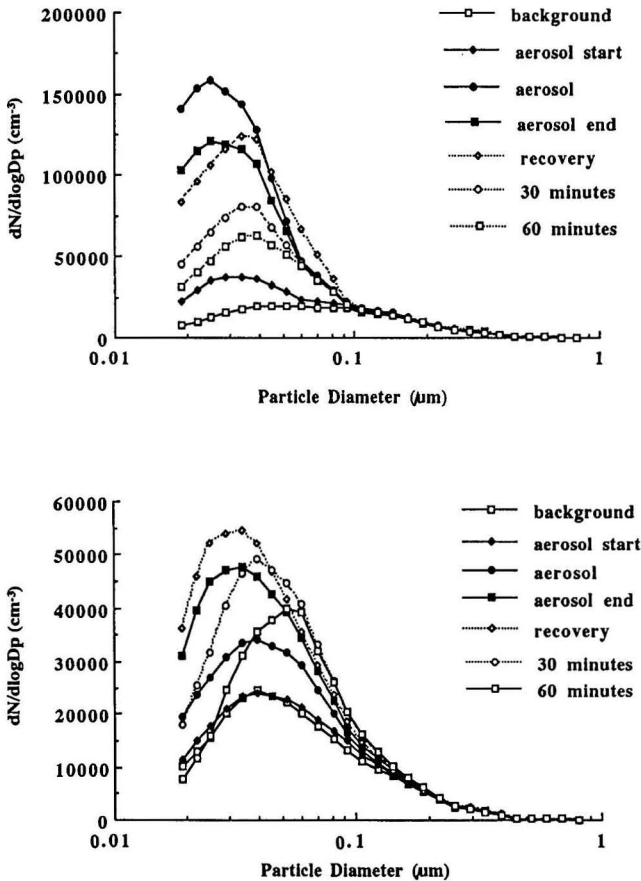 200000
150000
100000
50000
0
dN/dlogDp (cm-3)
0.01
0.1
1
Particle Diameter (μm)
background
aerosol start
aerosol
aerosol end
recovery
30 minutes
60 minutes
60000
50000
40000
30000
20000
10000
0
dN/dlogDp (cm-3)
0.01
0.1
1
Particle Diameter (μm)
background
aerosol start
aerosol
aerosol end
recovery
30 minutes
60 minutes